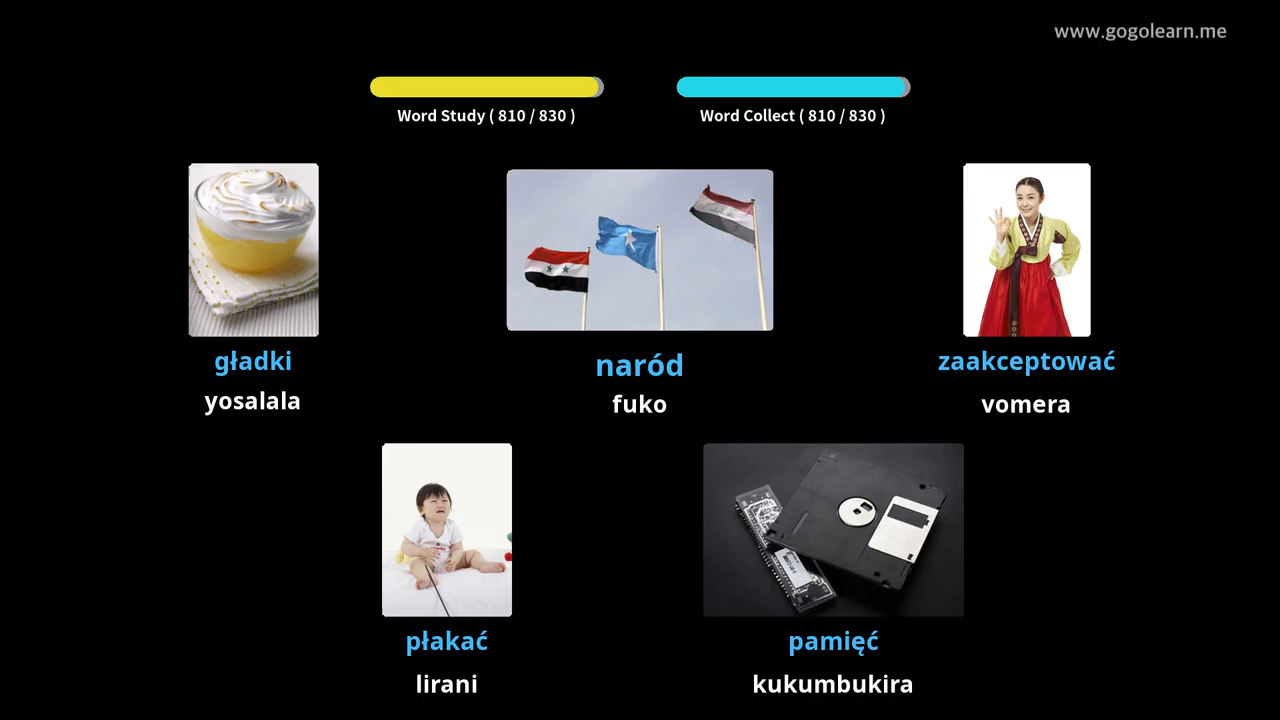 www.gogolearn.me
Word Study ( 810 / 830 )
Word Collect ( 810 / 830 )
gładki
yosalala
naród
fuko
zaakceptować
vomera
płakać
lirani
pamięć
kukumbukira